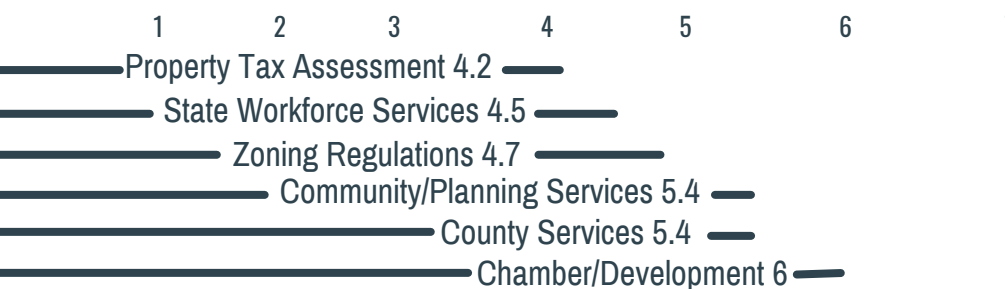 1 2 3 4 5 6
Property Tax Assessment 4.2
State Workforce Services 4.5
Zoning Regulations 4.7
Community/Planning Services 5.4
County Services 5.4
Chamber/Development 6